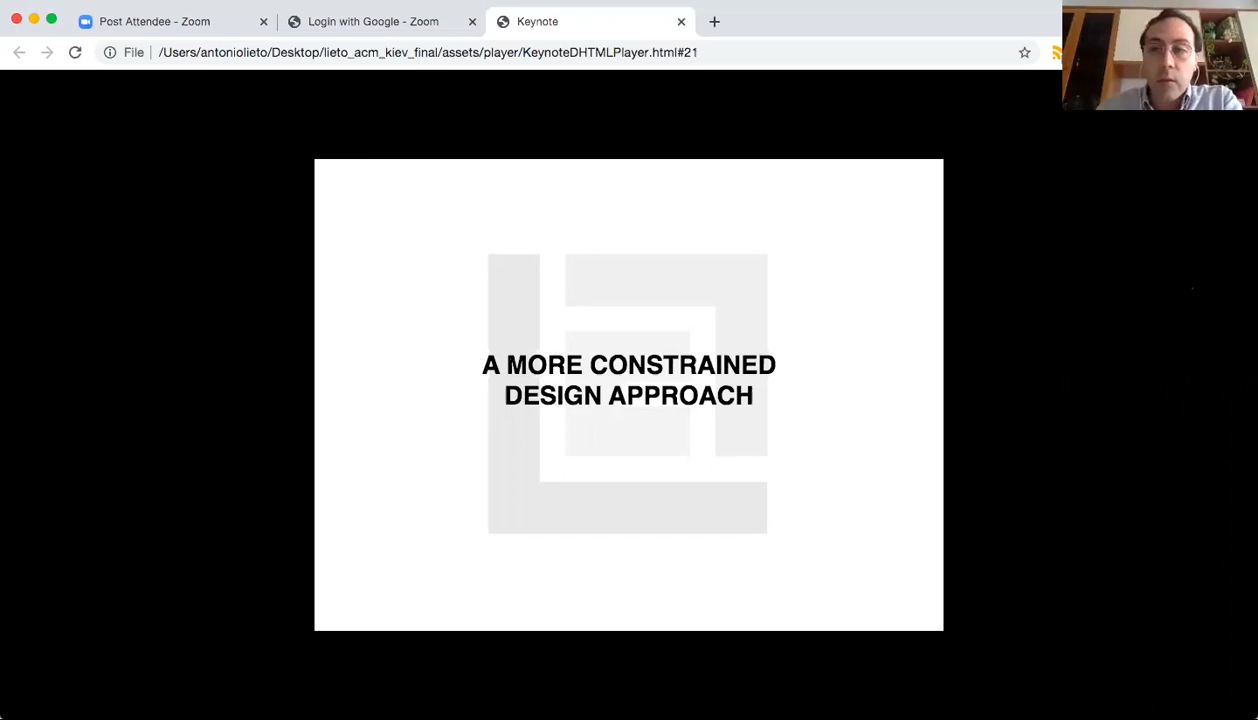 Post Attendee - Zoom
Login with Google - Zoom
Keynote
File
/Users/antoniolieto/Desktop/lieto_acm_kiev_final/assets/player/KeynoteDHTMLPlayer.html#21
A MORE CONSTRAINED
DESIGN APPROACH